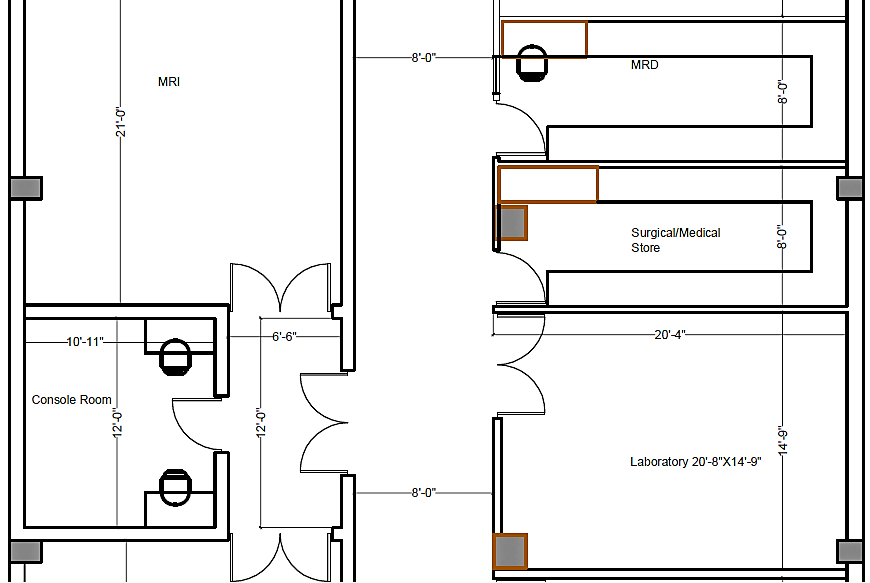 8'-0"
MRD
MRI
8'-0"
21'-0"
Surgical/Medical
Store
8'-0"
20'-4"
10'-11"
6'-6"
Console Room
12'-0"
12'-0"
14'-9"
Laboratory 20'-8"X14'-9"
8'-0"